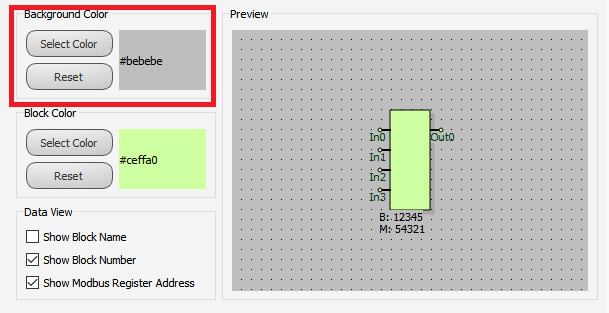 Background Color
Select Color
#bebebe
Reset
Block Color
Select Color
#ceffa0
Reset
Data View
Show Block Name
Show Block Number
Show Modbus Register Address
Preview
In0
Out0
In1
In2
In3
B: 12345
M: 54321